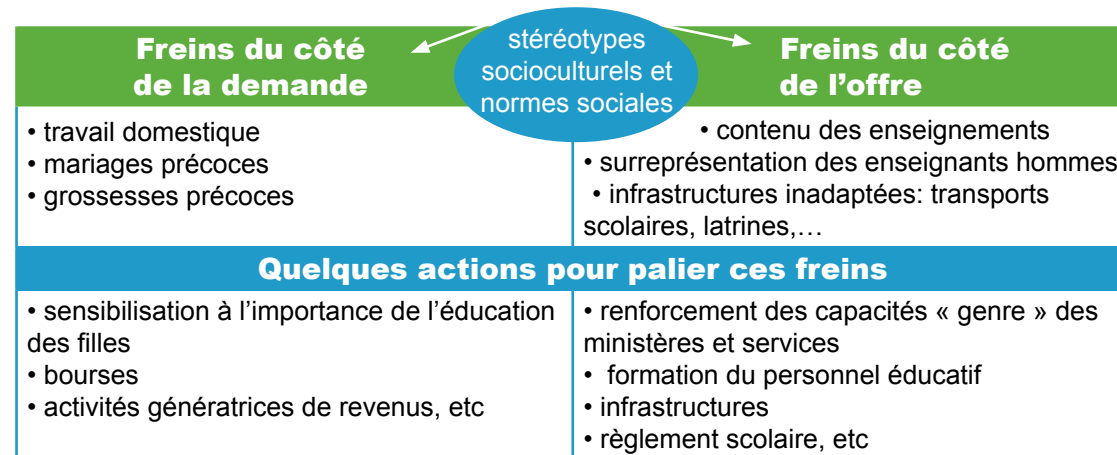 Freins du côté
de la demande
stéréotypes
socioculturels et
normes sociales
Freins du côté
de l’offre
• travail domestique
• mariages précoces
• grossesses précoces
• contenu des enseignements
• surreprésentation des enseignants hommes
• infrastructures inadaptées: transports
scolaires, latrines,…
Quelques actions pour palier ces freins
• sensibilisation à l’importance de l’éducation
des filles
• bourses
• activités génératrices de revenus, etc
• renforcement des capacités « genre » des
ministères et services
• formation du personnel éducatif
• infrastructures
• règlement scolaire, etc